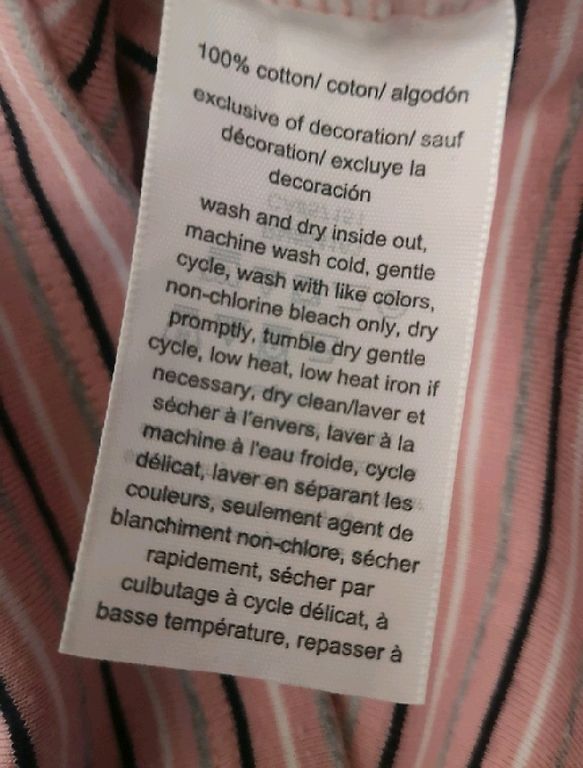 100% cotton/ coton/ algodón
exclusive of decoration/ sauf
décoration/ excluye la
decoración
wash and dry inside out,
machine wash cold, gentle
cycle, wash with like colors,
non-chlorine bleach only, dry
promptly, tumble dry gentle
cycle, low heat, low heat iron if
necessary, dry clean/laver et
sécher à l'envers, laver à la
machine à l'eau froide, cycle
délicat, laver en séparant les
couleurs, seulement agent de
blanchiment non-chlore, sécher
rapidement, sécher par
culbutage à cycle délicat, à
basse température, repasser à